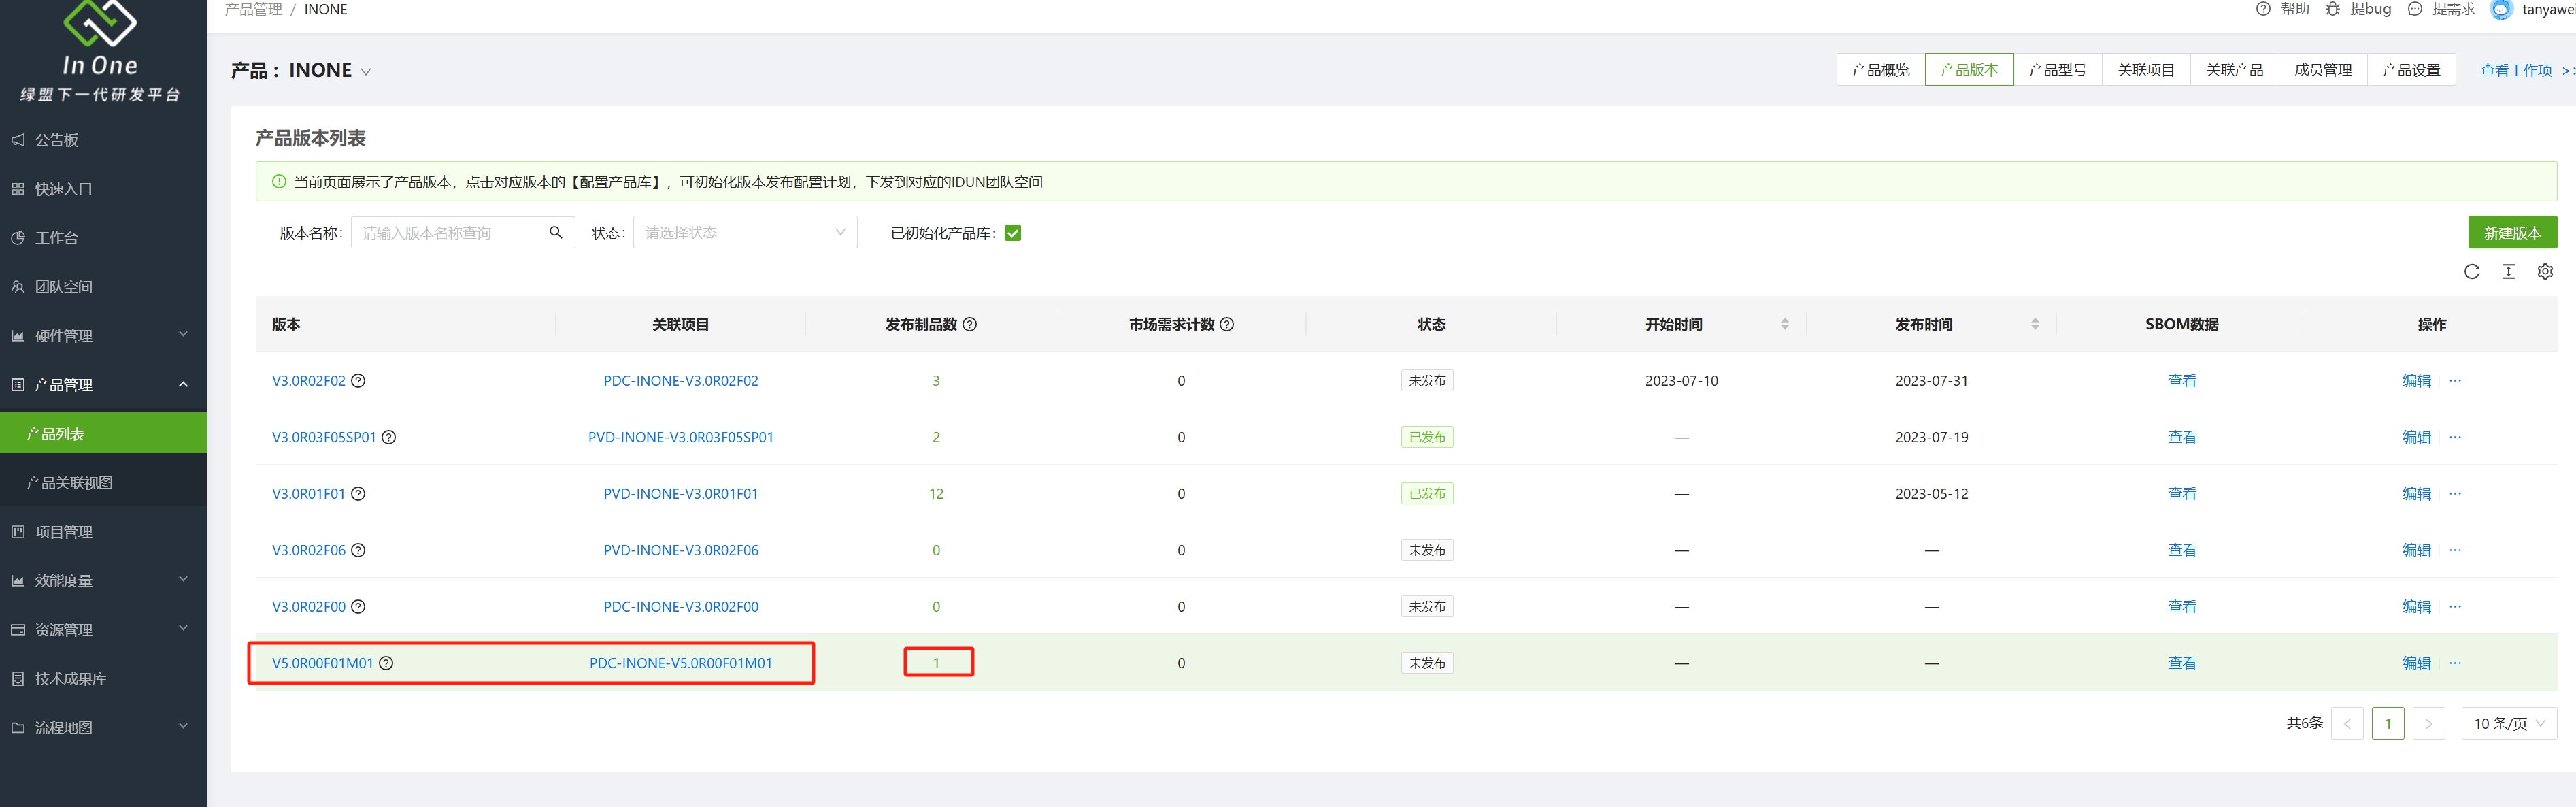 产品管理 / INONE
帮助 提bug 提需求
In One
绿盟下一代研发平台
公告板
快速入口
工作台
团队空间
硬件管理
产品管理
产品列表
产品关联视图
项目管理
效能度量
资源管理
技术成果库
流程地图
产品： INONE
产品概览 产品版本 产品型号 关联项目 关联产品 成员管理 产品设置 查看工作项 >
产品版本列表
当前页面展示了产品版本，点击对应版本的【配置产品库】，可初始化版本发布配置计划，下发到对应的IDUN团队空间
版本名称： 请输入版本名称查询 状态： 请选择状态 已初始化产品库： 新建版本
版本 关联项目 发布制品数 市场需求计数 状态 开始时间 发布时间 SBOM数据 操作
V3.0R02F02 PDC-INONE-V3.0R02F02 3 0 未发布 2023-07-10 2023-07-31 查看 编辑 ···
V3.0R03F05SP01 PVD-INONE-V3.0R03F05SP01 2 0 已发布 — 2023-07-19 查看 编辑 ···
V3.0R01F01 PVD-INONE-V3.0R01F01 12 0 已发布 — 2023-05-12 查看 编辑 ···
V3.0R02F06 PVD-INONE-V3.0R02F06 0 0 未发布 — — 查看 编辑 ···
V3.0R02F00 PDC-INONE-V3.0R02F00 0 0 未发布 — — 查看 编辑 ···
V5.0R00F01M01 PDC-INONE-V5.0R00F01M01 1 0 未发布 — — 查看 编辑 ···
共6条 < 1 > 10 条/页